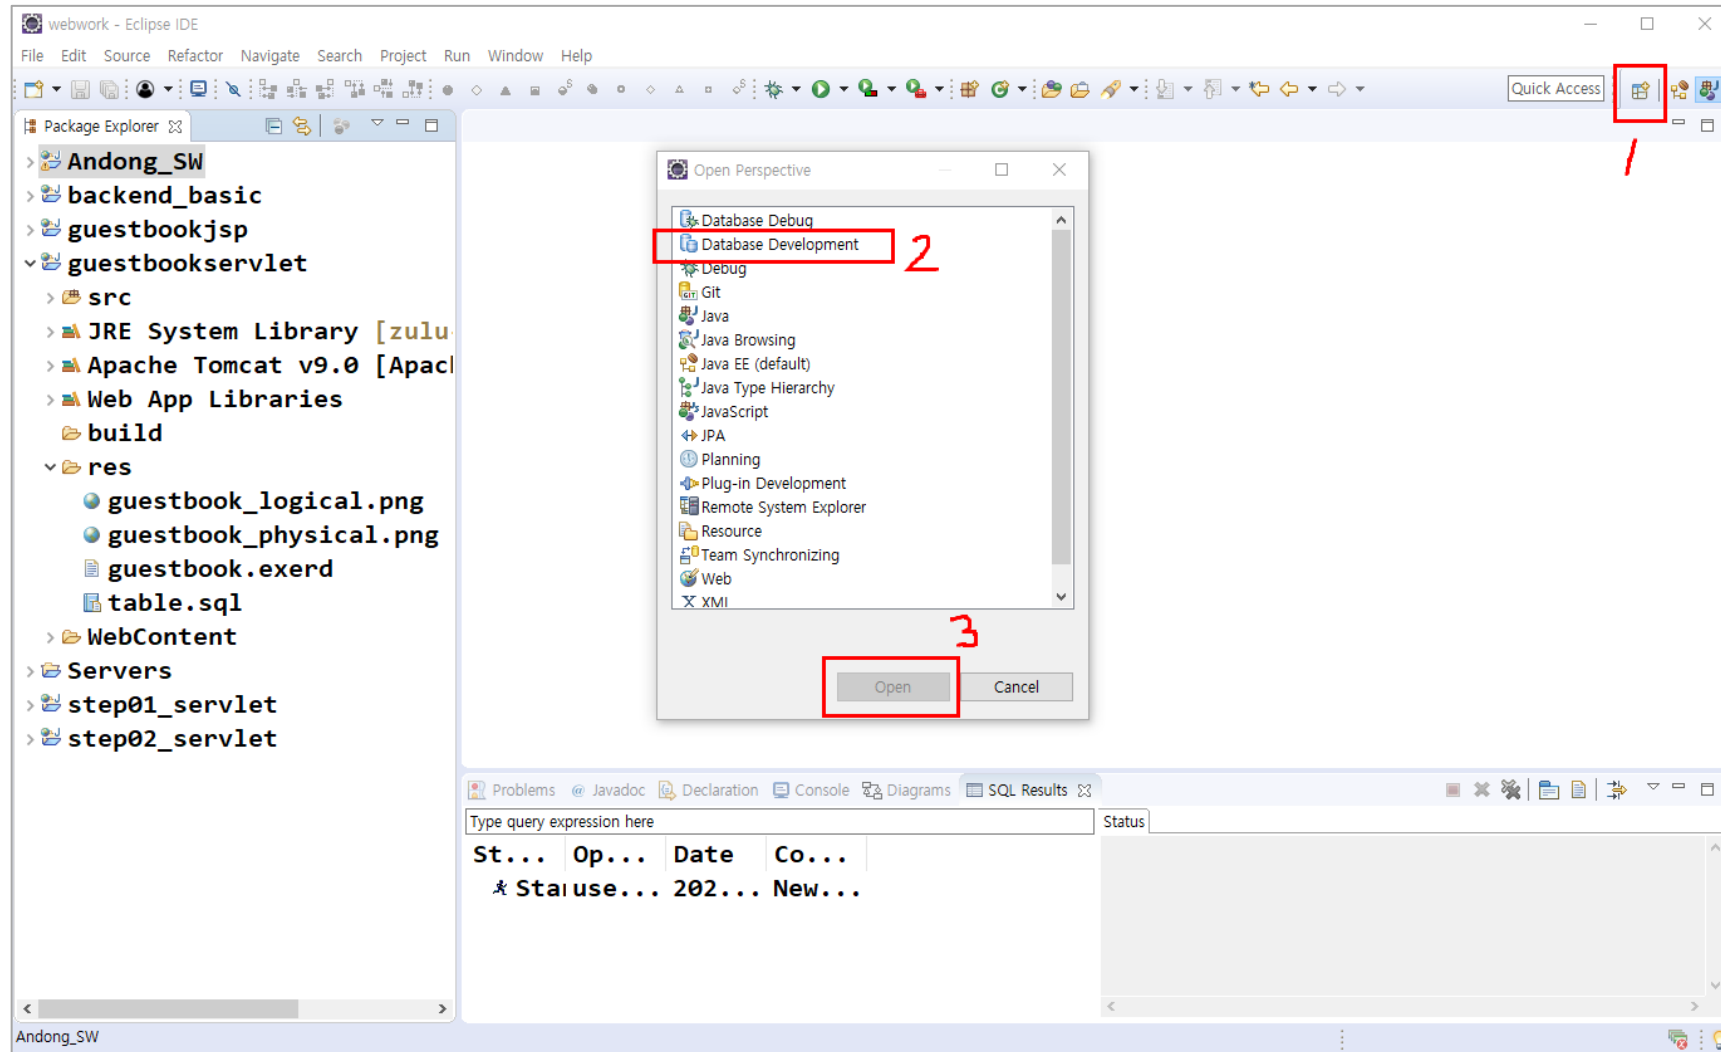 webwork - Eclipse IDE
File Edit Source Refactor Navigate Search Project Run Window Help
Quick Access
1
Package Explorer
Andong_SW
backend_basic
guestbookjsp
guestbookservlet
src
JRE System Library [zulu
Apache Tomcat v9.0 [Apac
Web App Libraries
build
res
guestbook_logical.png
guestbook_physical.png
guestbook.exerd
table.sql
WebContent
Servers
step01_servlet
step02_servlet
Open Perspective
Database Debug
Database Development
2
Debug
Git
Java
Java Browsing
Java EE (default)
Java Type Hierarchy
JavaScript
JPA
Planning
Plug-in Development
Remote System Explorer
Resource
Team Synchronizing
Web
XML
3
Open Cancel
Problems @ Javadoc Declaration Console Diagrams SQL Results
Type query expression here
Status
St... Op... Date Co...
Star use... 202... New...
Andong_SW